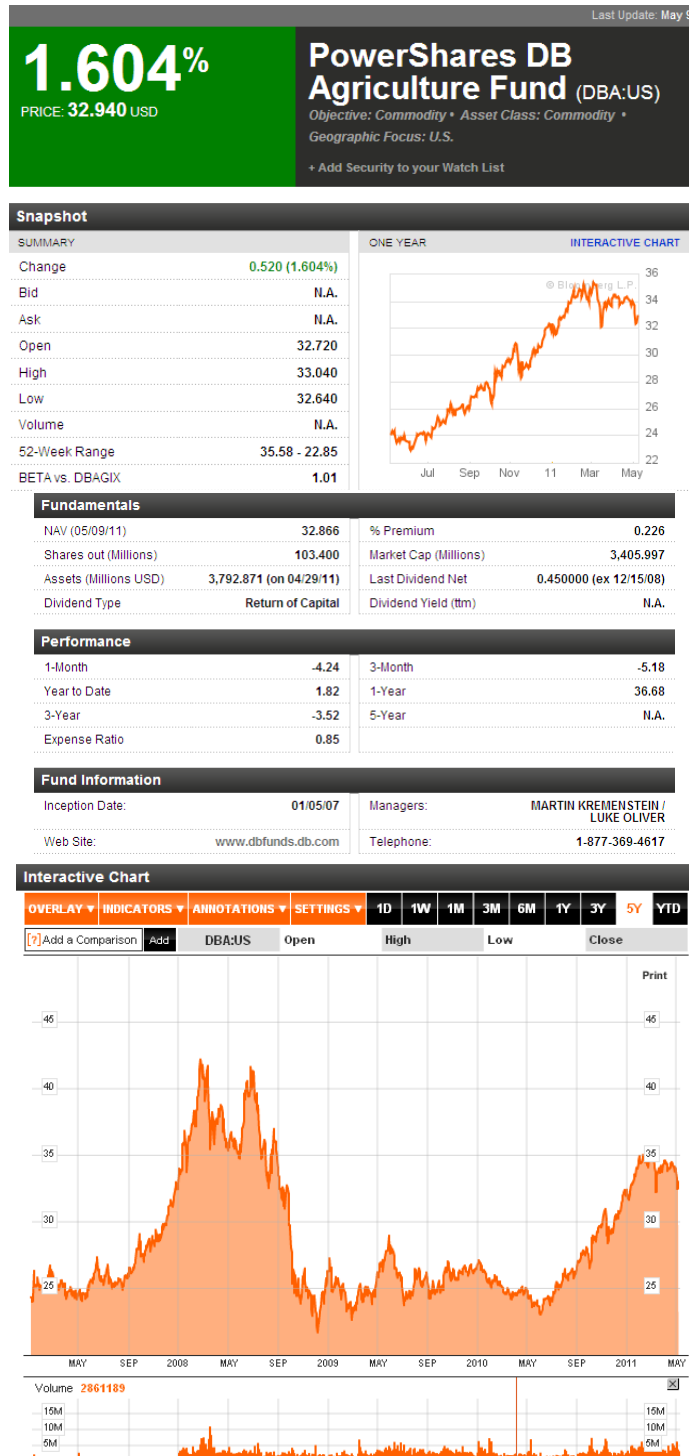 Last Update: May 9
1.604%
PRICE: 32.940 USD
PowerShares DB
Agriculture Fund (DBA:US)
Objective: Commodity • Asset Class: Commodity •
Geographic Focus: U.S.
+ Add Security to your Watch List
Snapshot
SUMMARY
Change 0.520 (1.604%)
Bid N.A.
Ask N.A.
Open 32.720
High 33.040
Low 32.640
Volume N.A.
52-Week Range 35.58 - 22.85
BETA vs. DBAGIX 1.01
ONE YEAR INTERACTIVE CHART
© Bloomberg L.P.
36
34
32
30
28
26
24
22
Jul Sep Nov 11 Mar May
Fundamentals
NAV (05/09/11) 32.866 % Premium 0.226
Shares out (Millions) 103.400 Market Cap (Millions) 3,405.997
Assets (Millions USD) 3,792.871 (on 04/29/11) Last Dividend Net 0.450000 (ex 12/15/08)
Dividend Type Return of Capital Dividend Yield (ttm) N.A.
Performance
1-Month -4.24 3-Month -5.18
Year to Date 1.82 1-Year 36.68
3-Year -3.52 5-Year N.A.
Expense Ratio 0.85
Fund Information
Inception Date: 01/05/07 Managers: MARTIN KREMENSTEIN /
LUKE OLIVER
Web Site: www.dbfunds.db.com Telephone: 1-877-369-4617
Interactive Chart
OVERLAY ▼ INDICATORS ▼ ANNOTATIONS ▼ SETTINGS ▼ 1D 1W 1M 3M 6M 1Y 3Y 5Y YTD
[?] Add a Comparison Add DBA:US Open High Low Close
Print
45 45
40 40
35 35
30 30
25 25
MAY SEP 2008 MAY SEP 2009 MAY SEP 2010 MAY SEP 2011 MAY
Volume 2861189
15M 15M
10M 10M
5M 5M